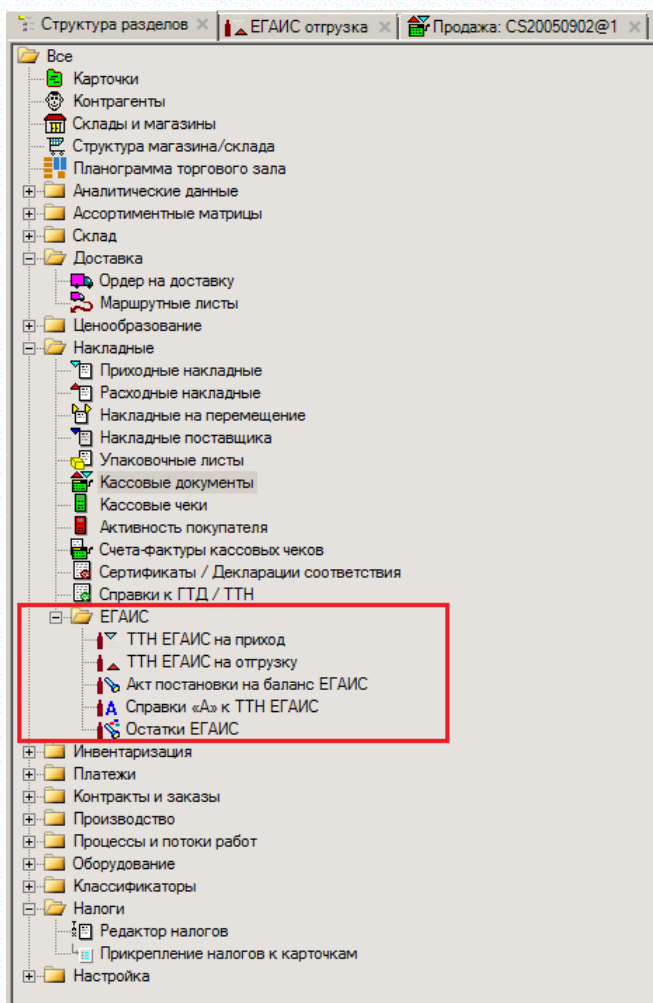 Структура разделов
ЕГАИС отгрузка
Продажа: CS20050902@1
Все
Карточки
Контрагенты
Склады и магазины
Структура магазина/склада
Планограмма торгового зала
Аналитические данные
Ассортиментные матрицы
Склад
Доставка
Ордер на доставку
Маршрутные листы
Ценообразование
Накладные
Приходные накладные
Расходные накладные
Накладные на перемещение
Накладные поставщика
Упаковочные листы
Кассовые документы
Кассовые чеки
Активность покупателя
Счета-фактуры кассовых чеков
Сертификаты / Декларации соответствия
Справки к ГТД / ТТН
ЕГАИС
ТТН ЕГАИС на приход
ТТН ЕГАИС на отгрузку
Акт постановки на баланс ЕГАИС
Справки «А» к ТТН ЕГАИС
Остатки ЕГАИС
Инвентаризация
Платежи
Контракты и заказы
Производство
Процессы и потоки работ
Оборудование
Классификаторы
Налоги
Редактор налогов
Прикрепление налогов к карточкам
Настройка